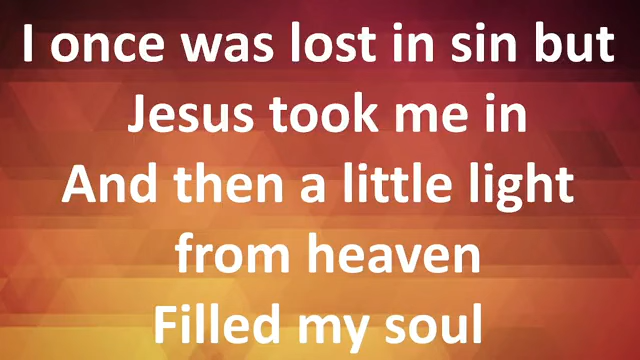 I once was lost in sin but
Jesus took me in
And then a little light
from heaven
Filled my soul